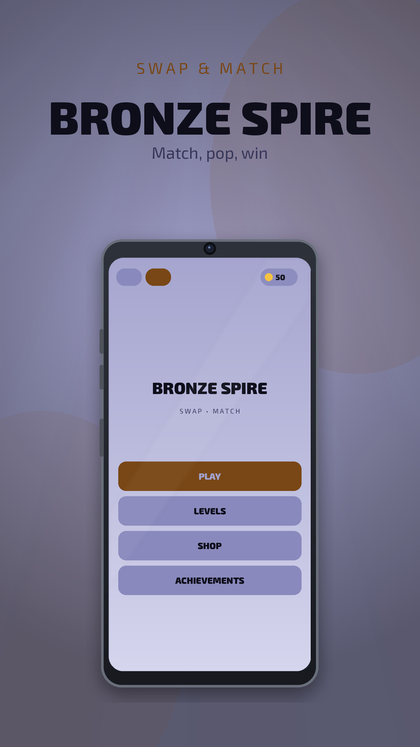 SWAP & MATCH
BRONZE SPIRE
Match, pop, win
50
BRONZE SPIRE
SWAP • MATCH
PLAY
LEVELS
SHOP
ACHIEVEMENTS